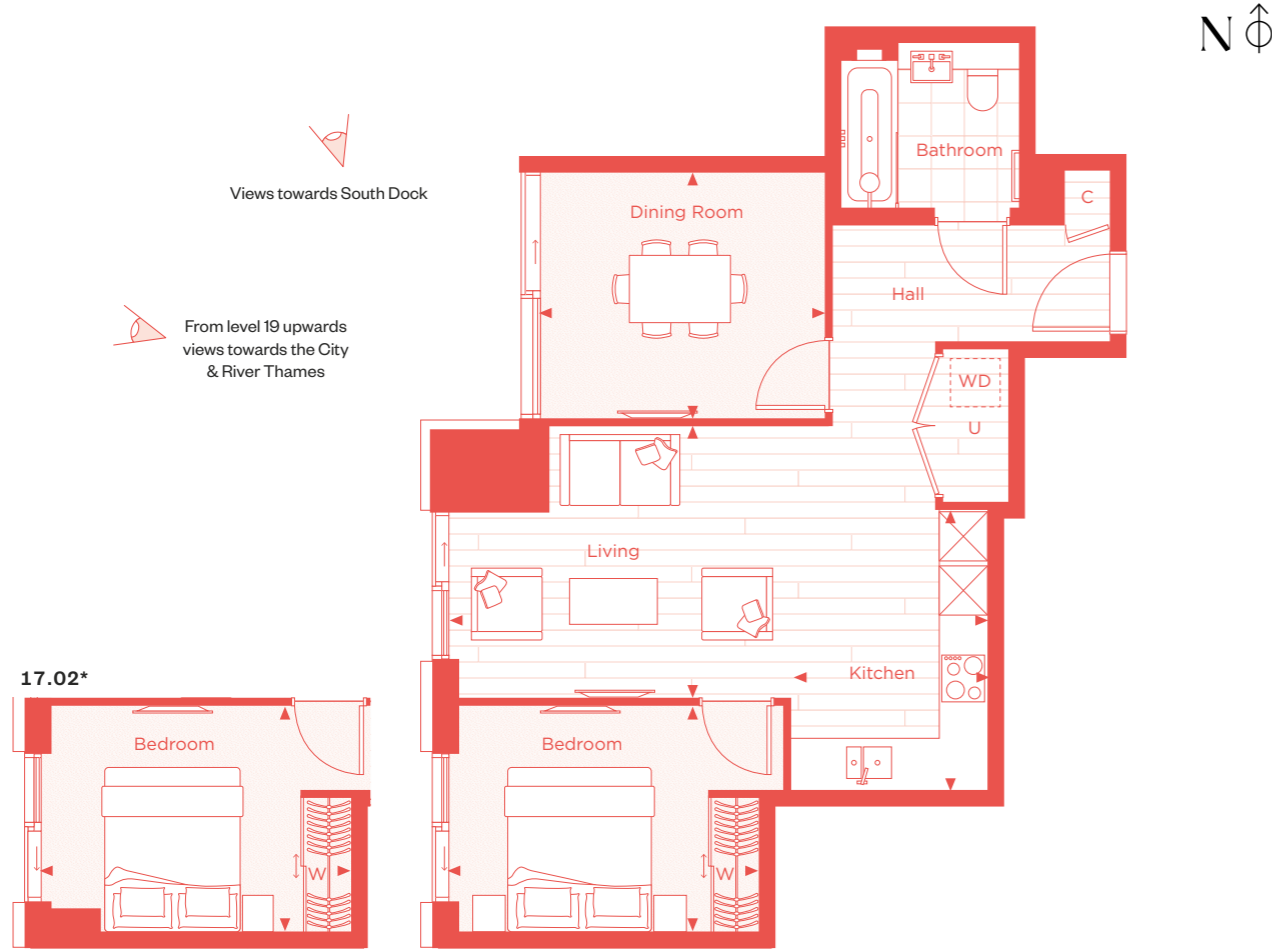 N
Bathroom
C
Views towards South Dock
Dining Room
Hall
From level 19 upwards
views towards the City
& River Thames
WD
U
Living
Kitchen
17.02*
Bedroom
W
Bedroom
W